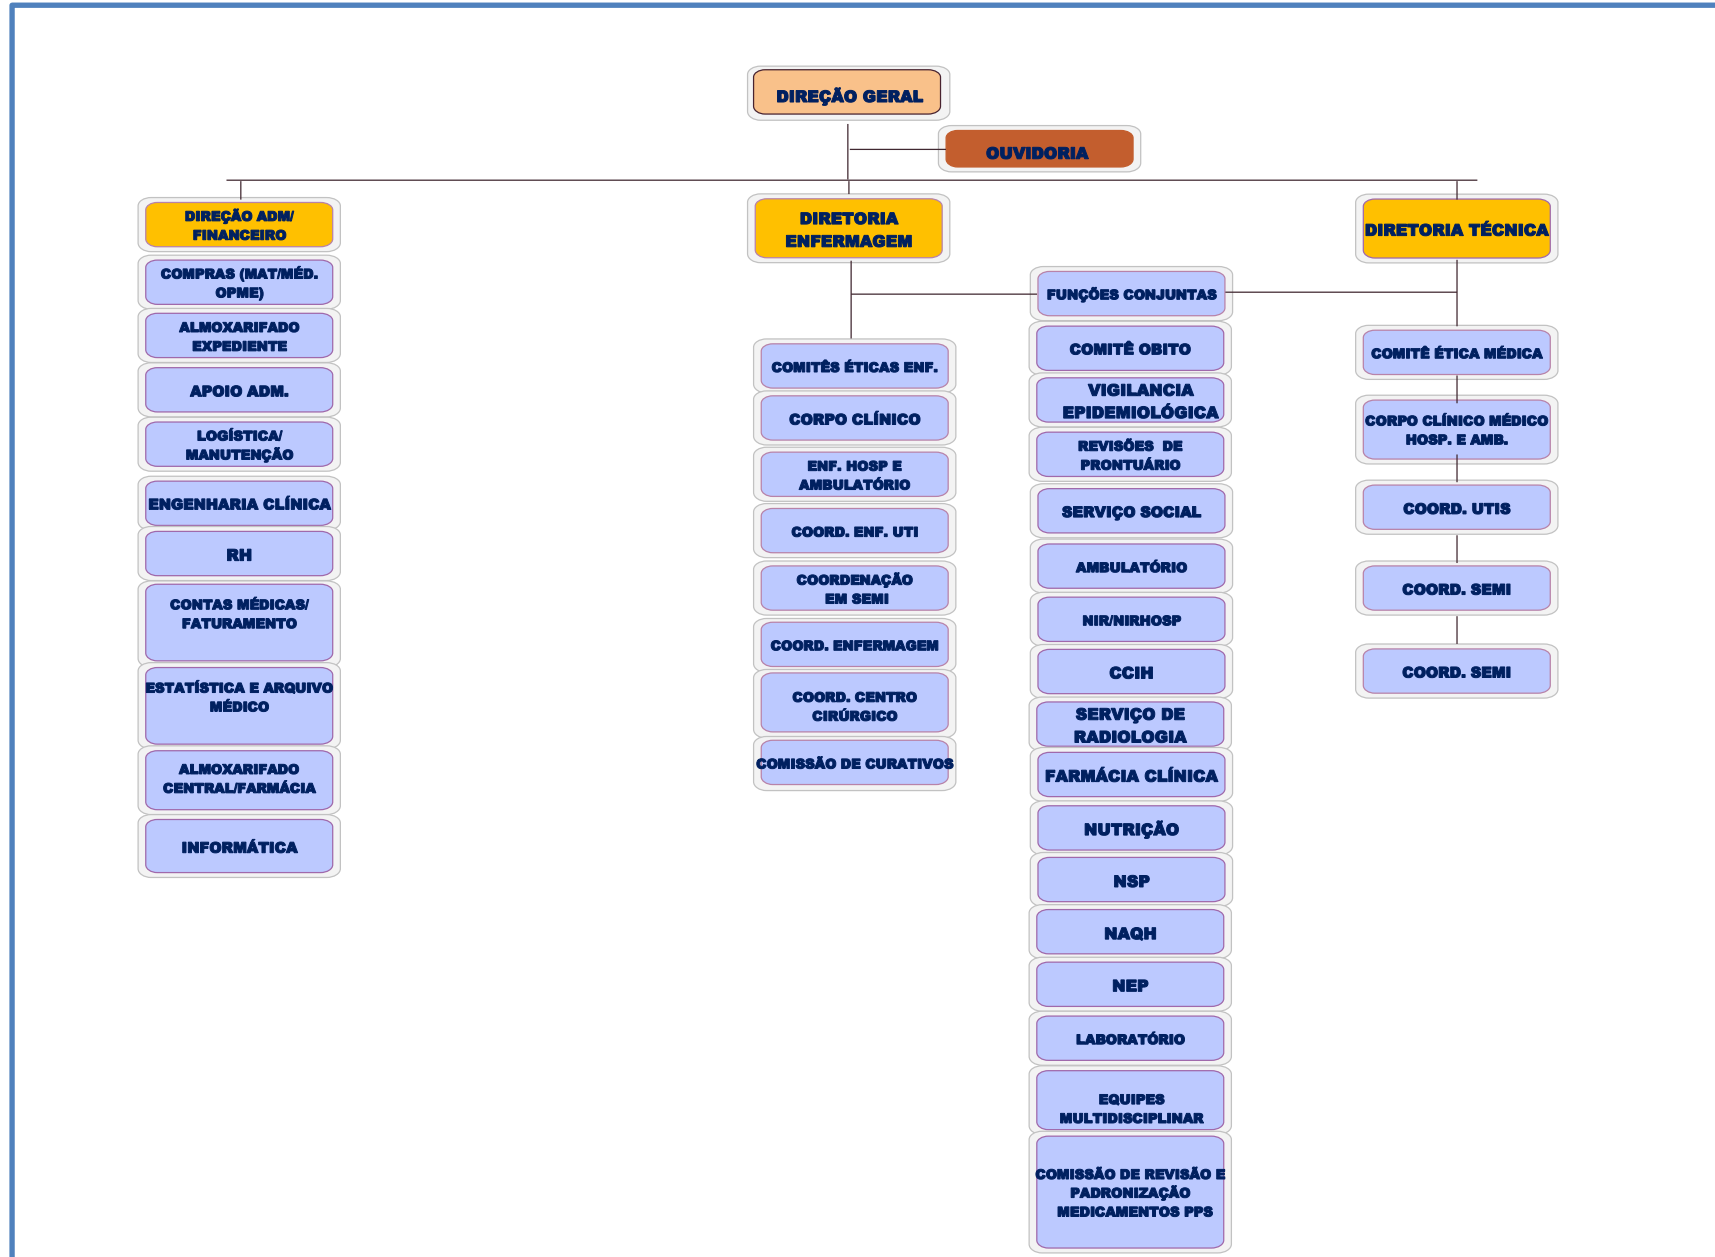 DIREÇÃO GERAL
OUVIDORIA
DIREÇÃO ADM/
FINANCEIRO
COMPRAS (MAT/MÉD.
OPME)
ALMOXARIFADO
EXPEDIENTE
APOIO ADM.
LOGÍSTICA/
MANUTENÇÃO
ENGENHARIA CLÍNICA
RH
CONTAS MÉDICAS/
FATURAMENTO
ESTATÍSTICA E ARQUIVO
MÉDICO
ALMOXARIFADO
CENTRAL/FARMÁCIA
INFORMÁTICA
DIRETORIA
ENFERMAGEM
COMITÊS ÉTICAS ENF.
CORPO CLÍNICO
ENF. HOSP E
AMBULATÓRIO
COORD. ENF. UTI
COORDENAÇÃO
EM SEMI
COORD. ENFERMAGEM
COORD. CENTRO
CIRÚRGICO
COMISSÃO DE CURATIVOS
FUNÇÕES CONJUNTAS
COMITÊ OBITO
VIGILANCIA
EPIDEMIOLÓGICA
REVISÕES  DE
PRONTUÁRIO
SERVIÇO SOCIAL
AMBULATÓRIO
NIR/NIRHOSP
CCIH
SERVIÇO DE
RADIOLOGIA
FARMÁCIA CLÍNICA
NUTRIÇÃO
NSP
NAQH
NEP
LABORATÓRIO
EQUIPES
MULTIDISCIPLINAR
COMISSÃO DE REVISÃO E
PADRONIZAÇÃO
MEDICAMENTOS PPS
DIRETORIA TÉCNICA
COMITÊ ÉTICA MÉDICA
CORPO CLÍNICO MÉDICO
HOSP. E AMB.
COORD. UTIS
COORD. SEMI
COORD. SEMI